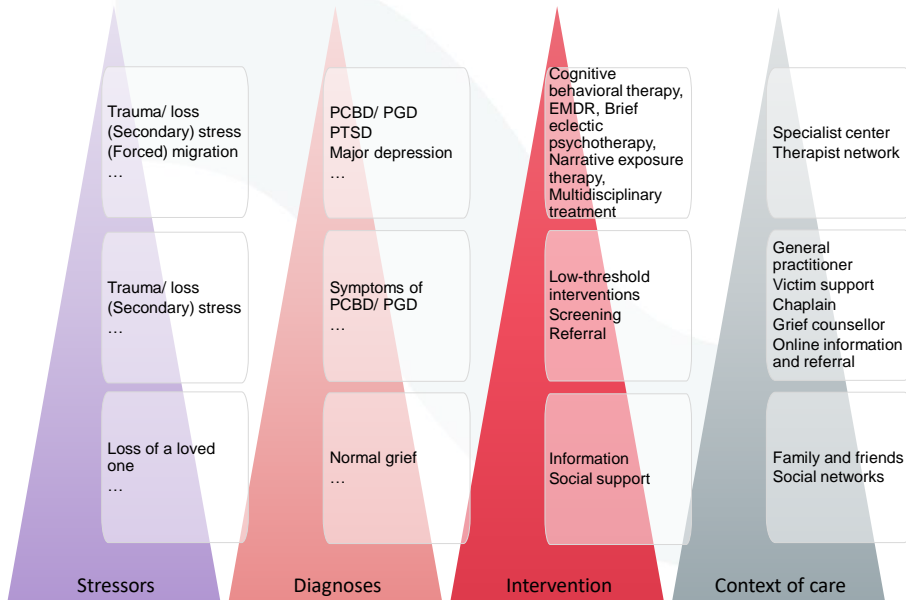 Trauma/ loss
(Secondary) stress
(Forced) migration
…
Trauma/ loss
(Secondary) stress
…
Loss of a loved
one
…
Stressors
PCBD/ PGD
PTSD
Major depression
…
Symptoms of
PCBD/ PGD
…
Normal grief
…
Diagnoses
Cognitive
behavioral therapy,
EMDR, Brief
eclectic
psychotherapy,
Narrative exposure
therapy,
Multidisciplinary
treatment
Low-threshold
interventions
Screening
Referral
Information
Social support
Intervention
Specialist center
Therapist network
General
practitioner
Victim support
Chaplain
Grief counsellor
Online information
and referral
Family and friends
Social networks
Context of care